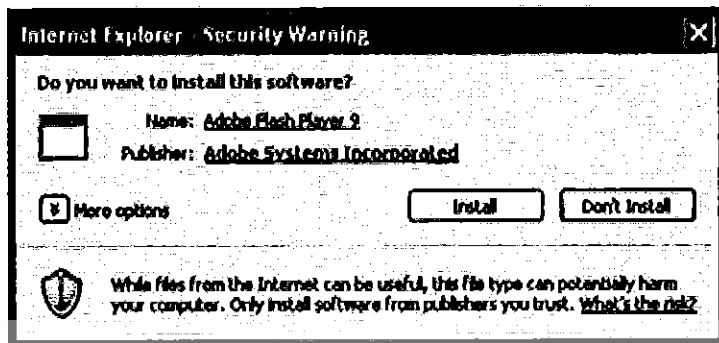 Internet Explorer - Security Warning
Do you want to install this software?
Name: Adobe Flash Player 9
Publisher: Adobe Systems Incorporated
More options
Install
Don't Install
While files from the Internet can be useful, this file type can potentially harm
your computer. Only install software from publishers you trust. What's the risk?